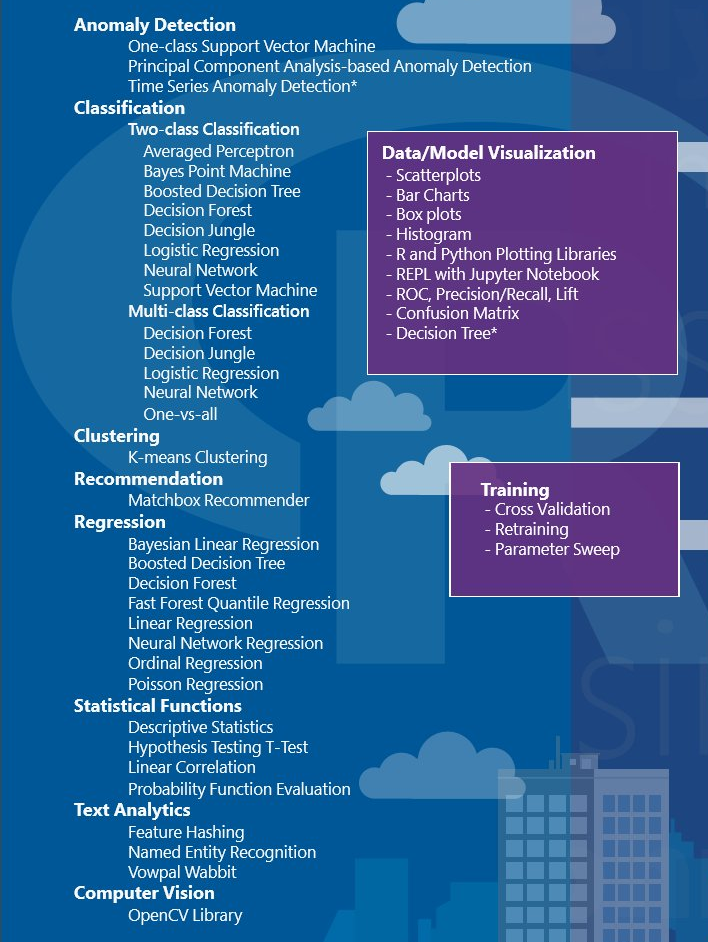 Anomaly Detection
One-class Support Vector Machine
Principal Component Analysis-based Anomaly Detection
Time Series Anomaly Detection*
Classification
Two-class Classification
Averaged Perceptron
Bayes Point Machine
Boosted Decision Tree
Decision Forest
Decision Jungle
Logistic Regression
Neural Network
Support Vector Machine
Multi-class Classification
Decision Forest
Decision Jungle
Logistic Regression
Neural Network
One-vs-all
Clustering
K-means Clustering
Recommendation
Matchbox Recommender
Regression
Bayesian Linear Regression
Boosted Decision Tree
Decision Forest
Fast Forest Quantile Regression
Linear Regression
Neural Network Regression
Ordinal Regression
Poisson Regression
Statistical Functions
Descriptive Statistics
Hypothesis Testing T-Test
Linear Correlation
Probability Function Evaluation
Text Analytics
Feature Hashing
Named Entity Recognition
Vowpal Wabbit
Computer Vision
OpenCV Library
Data/Model Visualization
- Scatterplots
- Bar Charts
- Box plots
- Histogram
- R and Python Plotting Libraries
- REPL with Jupyter Notebook
- ROC, Precision/Recall, Lift
- Confusion Matrix
- Decision Tree*
Training
- Cross Validation
- Retraining
- Parameter Sweep